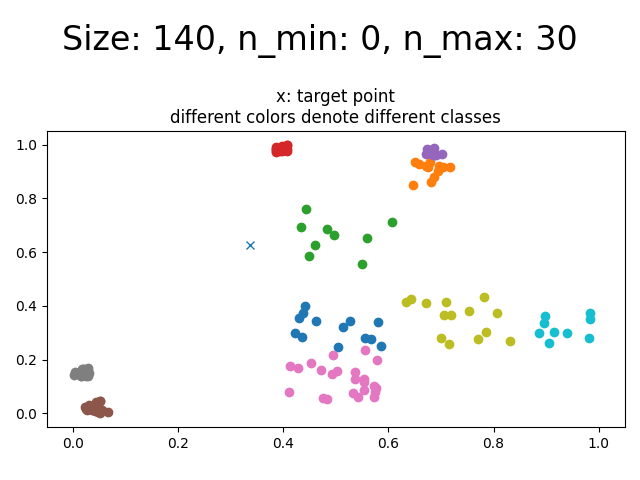 Size: 140, n_min: 0, n_max: 30
x: target point
different colors denote different classes
1.0
0.8
0.6
0.4
0.2
0.0
0.0 0.2 0.4 0.6 0.8 1.0